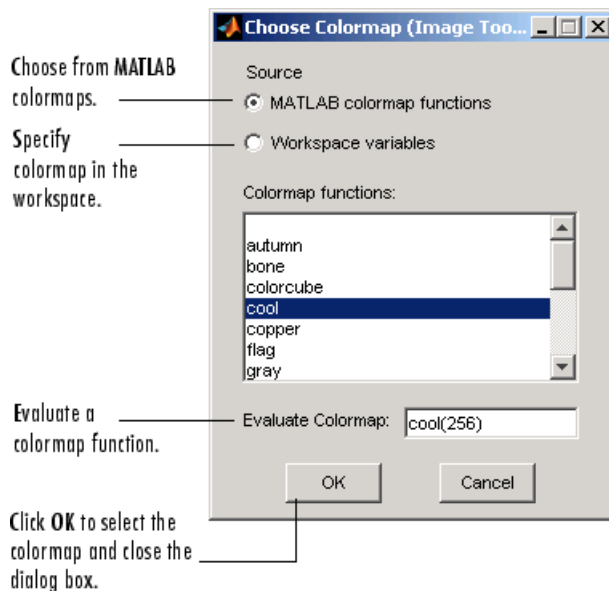 Choose Colormap (Image Too...
Choose from MATLAB
colormaps.
Source
MATLAB colormap functions
Specify
colormap in the
workspace.
Workspace variables
Colormap functions:
autumn
bone
colorcube
cool
copper
flag
gray
Evaluate a
colormap function.
Evaluate Colormap:
cool(256)
OK
Cancel
Click OK to select the
colormap and close the
dialog box.